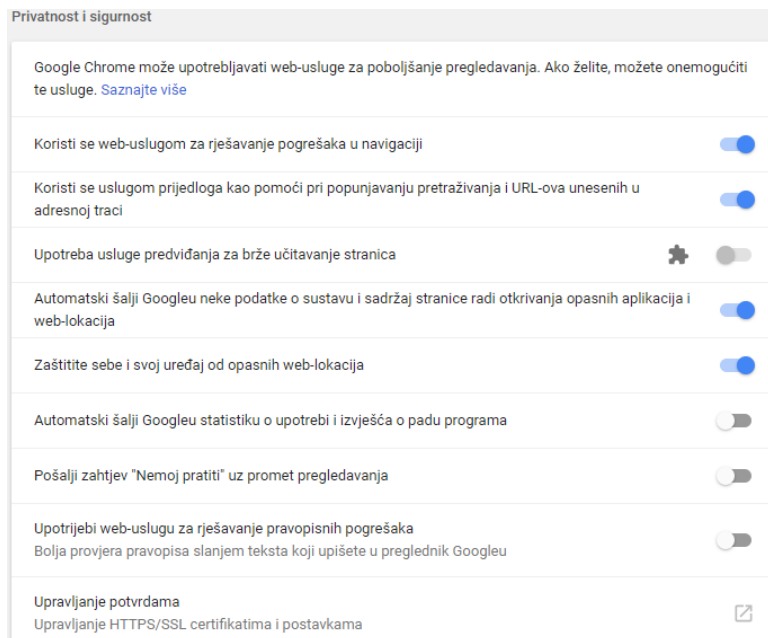 Privatnost i sigurnost
Google Chrome može upotrebljavati web-usluge za poboljšanje pregledavanja. Ako želite, možete onemogućiti
te usluge. Saznajte više
Koristi se web-uslugom za rješavanje pogrešaka u navigaciji
Koristi se uslugom prijedloga kao pomoći pri popunjavanju pretraživanja i URL-ova unesenih u
adresnoj traci
Upotreba usluge predviđanja za brže učitavanje stranica
Automatski šalji Googleu neke podatke o sustavu i sadržaj stranice radi otkrivanja opasnih aplikacija i
web-lokacija
Zaštitite sebe i svoj uređaj od opasnih web-lokacija
Automatski šalji Googleu statistiku o upotrebi i izvješća o padu programa
Pošalji zahtjev "Nemoj pratiti" uz promet pregledavanja
Upotrijebi web-uslugu za rješavanje pravopisnih pogrešaka
Bolja provjera pravopisa slanjem teksta koji upišete u preglednik Googleu
Upravljanje potvrdama
Upravljanje HTTPS/SSL certifikatima i postavkama